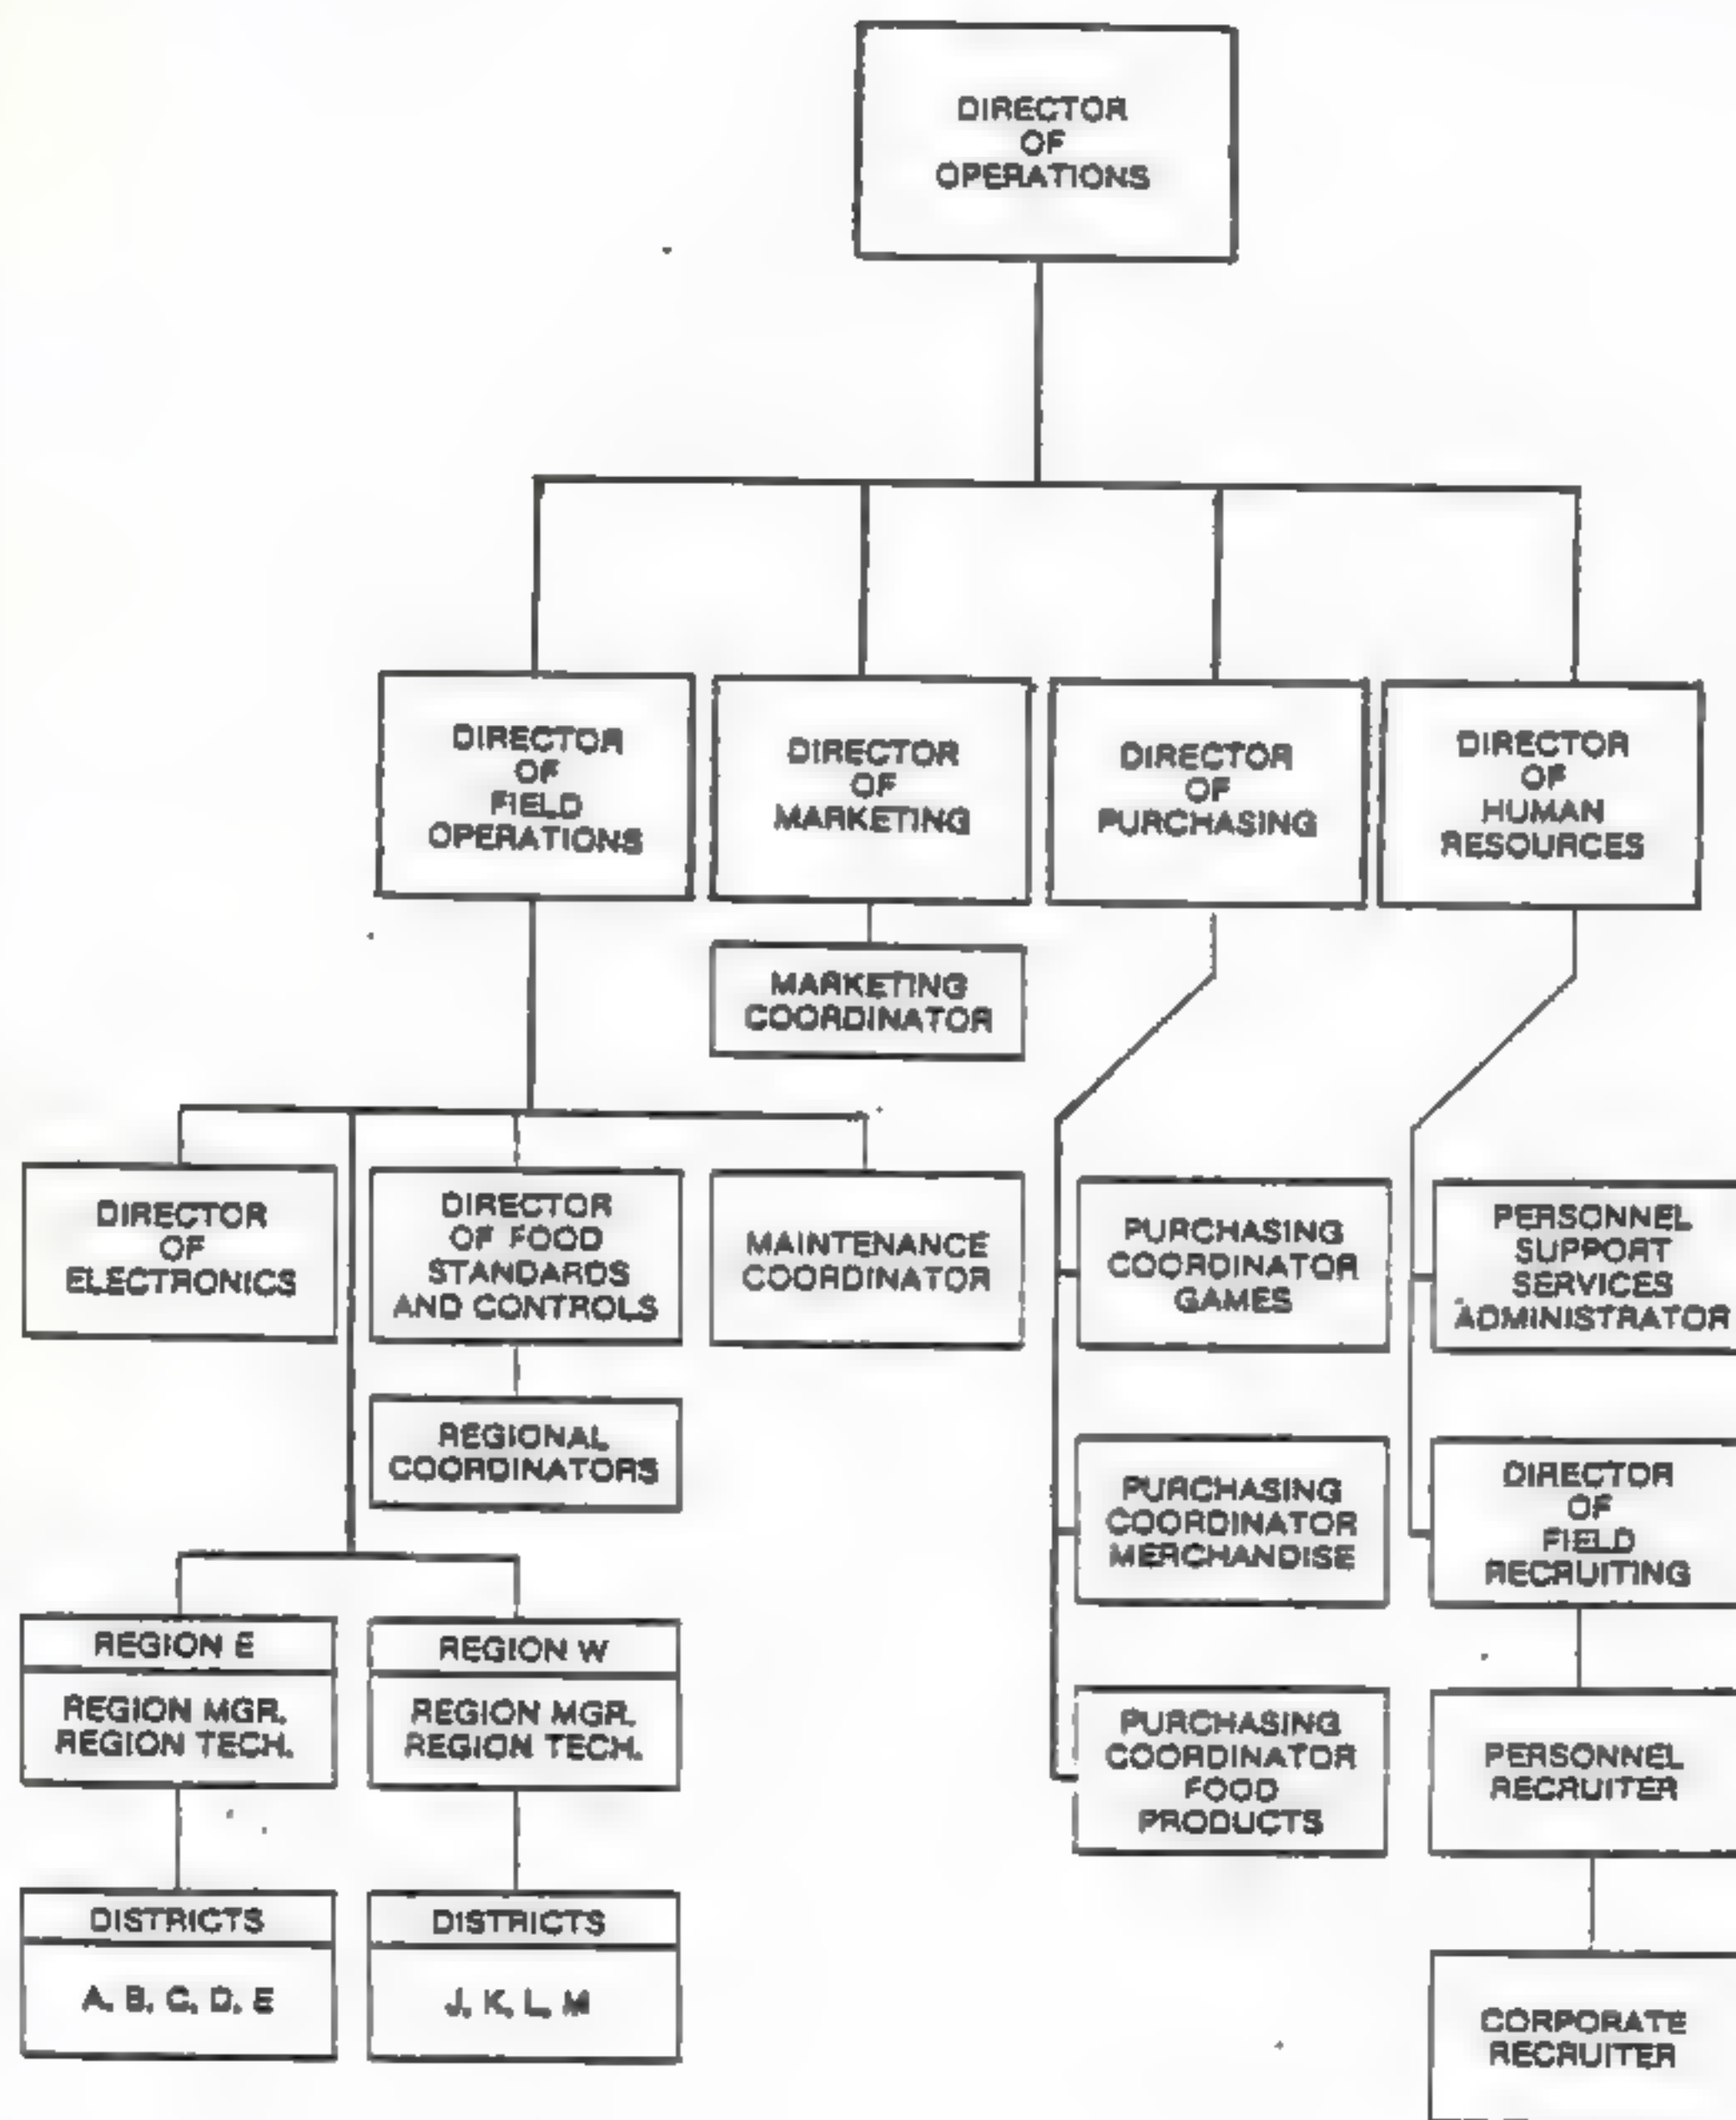 DIRECTOR
OF
OPERATIONS
DIRECTOR
OF
FIELD
OPERATIONS
DIRECTOR
OF
MARKETING
DIRECTOR
OF
PURCHASING
DIRECTOR
OF
HUMAN
RESOURCES
MARKETING
COORDINATOR
DIRECTOR
OF
ELECTRONICS
DIRECTOR
OF FOOD
STANDARDS
AND CONTROLS
MAINTENANCE
COORDINATOR
PURCHASING
COORDINATOR
GAMES
PERSONNEL
SUPPORT
SERVICES
ADMINISTRATOR
REGIONAL
COORDINATORS
PURCHASING
COORDINATOR
MERCHANDISE
DIRECTOR
OF
FIELD
RECRUITING
REGION E
REGION MGR.
REGION TECH.
REGION W
REGION MGR.
REGION TECH.
PURCHASING
COORDINATOR
FOOD
PRODUCTS
PERSONNEL
RECRUITER
DISTRICTS
A, B, C, D, E
DISTRICTS
J, K, L, M
CORPORATE
RECRUITER